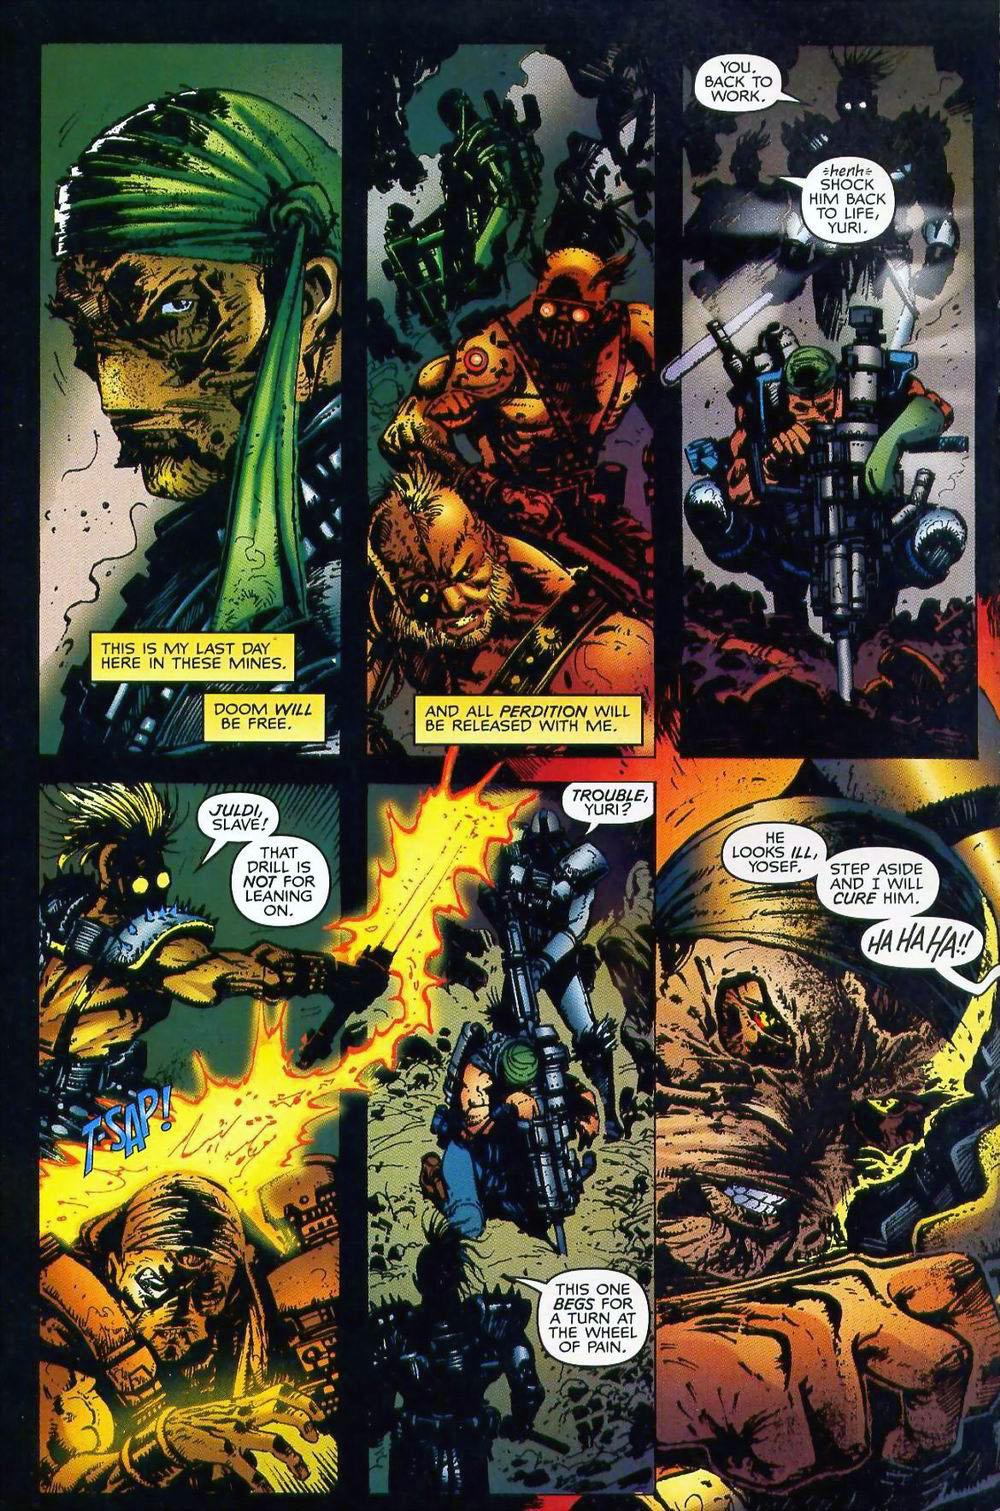 THIS IS MY LAST DAY
HERE IN THESE MINES.
DOOM WILL
BE FREE.
AND ALL PERDITION WILL
BE RELEASED WITH ME.
YOU.
BACK TO
WORK.
÷henh÷
SHOCK
HIM BACK
TO LIFE,
YURI.
JULDI,
SLAVE!
THAT
DRILL IS
NOT FOR
LEANING
ON.
T-SAP!
TROUBLE,
YURI?
THIS ONE
BEGS FOR
A TURN AT
THE WHEEL
OF PAIN.
HE
LOOKS ILL,
YOSEF.
STEP ASIDE
AND I WILL
CURE HIM.
HA HA HA!!